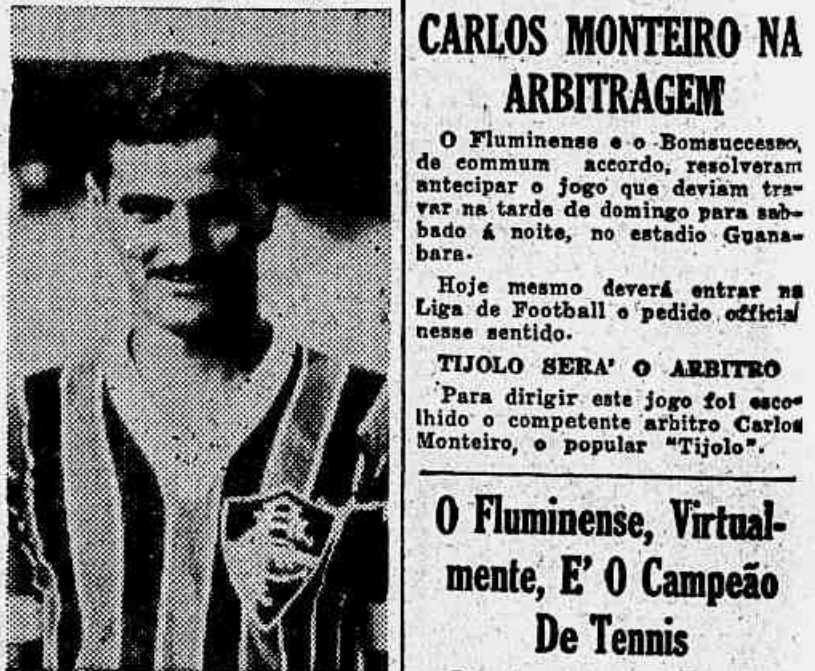 CARLOS MONTEIRO NA
ARBITRAGEM
O Fluminense e o Bomsuccesso,
de commum accordo, resolveram
antecipar o jogo que deviam tra-
var na tarde de domingo para sab-
bado á noite, no estadio Guana-
bara.
Hoje mesmo deverá entrar na
Liga de Football o pedido official
nesse sentido.
TIJOLO SERA' O ARBITRO
Para dirigir este jogo foi esco-
lhido o competente arbitro Carlos
Monteiro, o popular "Tijolo".
O Fluminense, Virtual-
mente, E' O Campeão
De Tennis